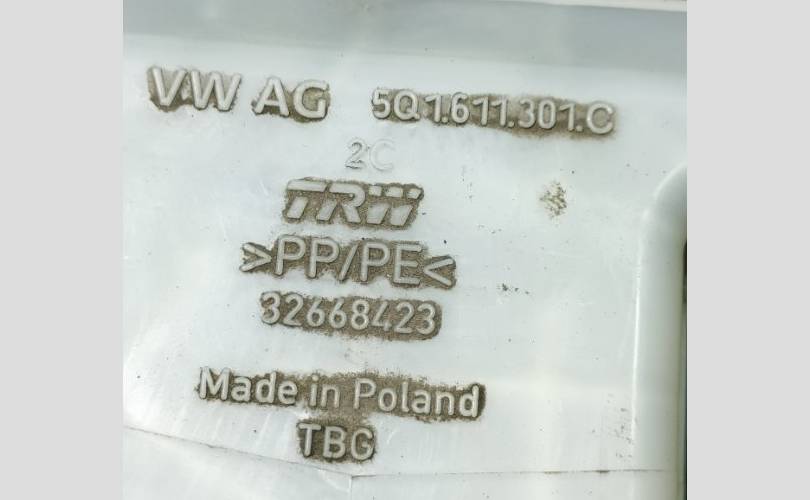 VW AG 5Q1.611.301.C
2C
TRW
>PP/PE<
32668423
Made in Poland
TBG